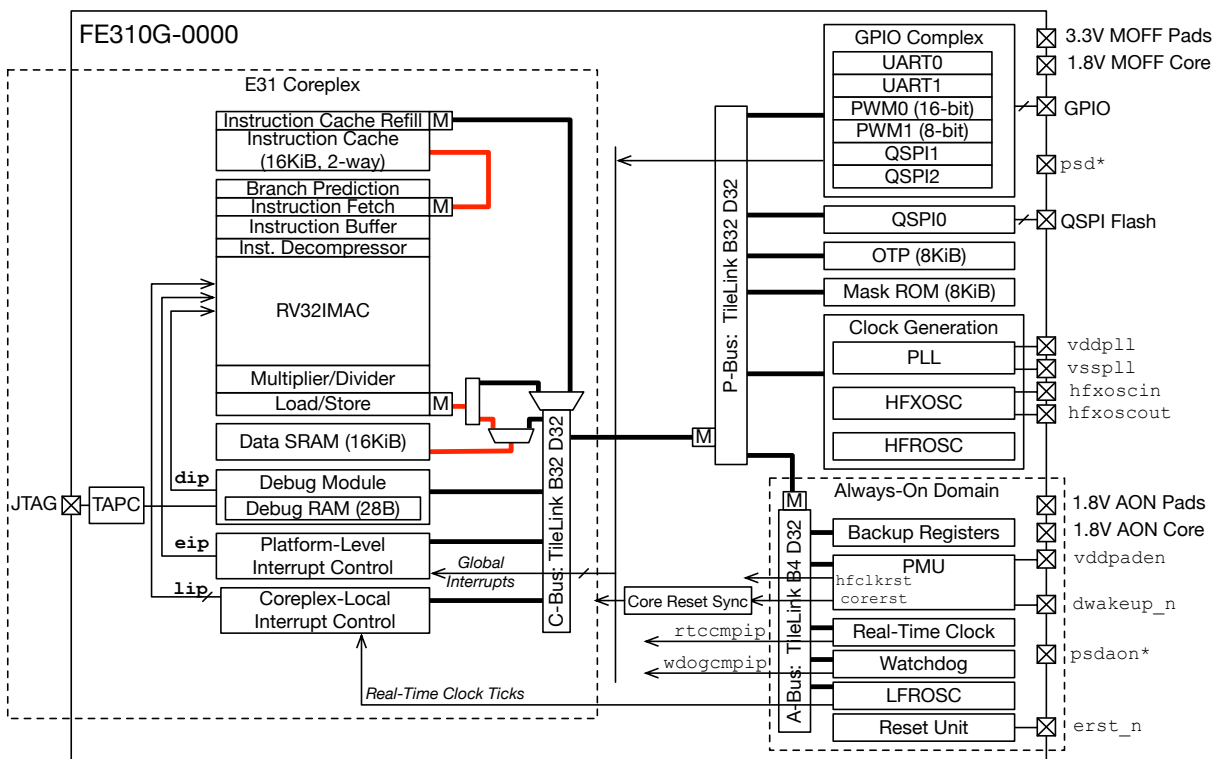 FE310G-0000
E31 Coreplex
Instruction Cache Refill
M
Instruction Cache
(16KiB, 2-way)
Branch Prediction
Instruction Fetch
M
Instruction Buffer
Inst. Decompressor
RV32IMAC
Multiplier/Divider
Load/Store
M
Data SRAM (16KiB)
dip
Debug Module
Debug RAM (28B)
JTAG
TAPC
eip
Platform-Level
Interrupt Control
lip
Coreplex-Local
Interrupt Control
Global
Interrupts
Real-Time Clock Ticks
C-Bus: TileLink B32 D32
Core Reset Sync
M
P-Bus: TileLink B32 D32
GPIO Complex
UART0
UART1
PWM0 (16-bit)
PWM1 (8-bit)
QSPI1
QSPI2
QSPI0
OTP (8KiB)
Mask ROM (8KiB)
Clock Generation
PLL
HFXOSC
HFROSC
M
A-Bus: TileLink B4 D32
Always-On Domain
Backup Registers
PMU
hfclkrst
corerst
rtccmpip
Real-Time Clock
wdogcmpip
Watchdog
LFROSC
Reset Unit
3.3V MOFF Pads
1.8V MOFF Core
GPIO
psd*
QSPI Flash
vddpll
vsspll
hfxoscin
hfxoscout
1.8V AON Pads
1.8V AON Core
vddpaden
dwakeup_n
psdaon*
erst_n